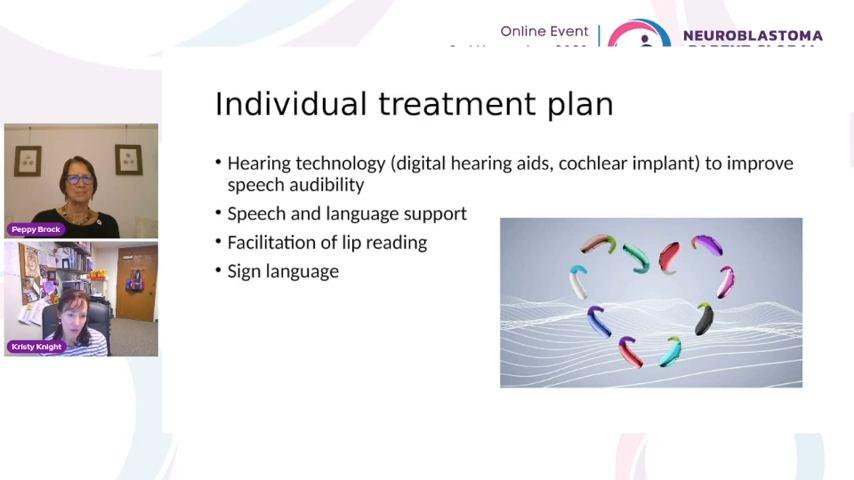 Online Event
NEUROBLASTOMA
Individual treatment plan
• Hearing technology (digital hearing aids, cochlear implant) to improve
speech audibility
• Speech and language support
• Facilitation of lip reading
• Sign language
Peppy Brock
Kristy Knight